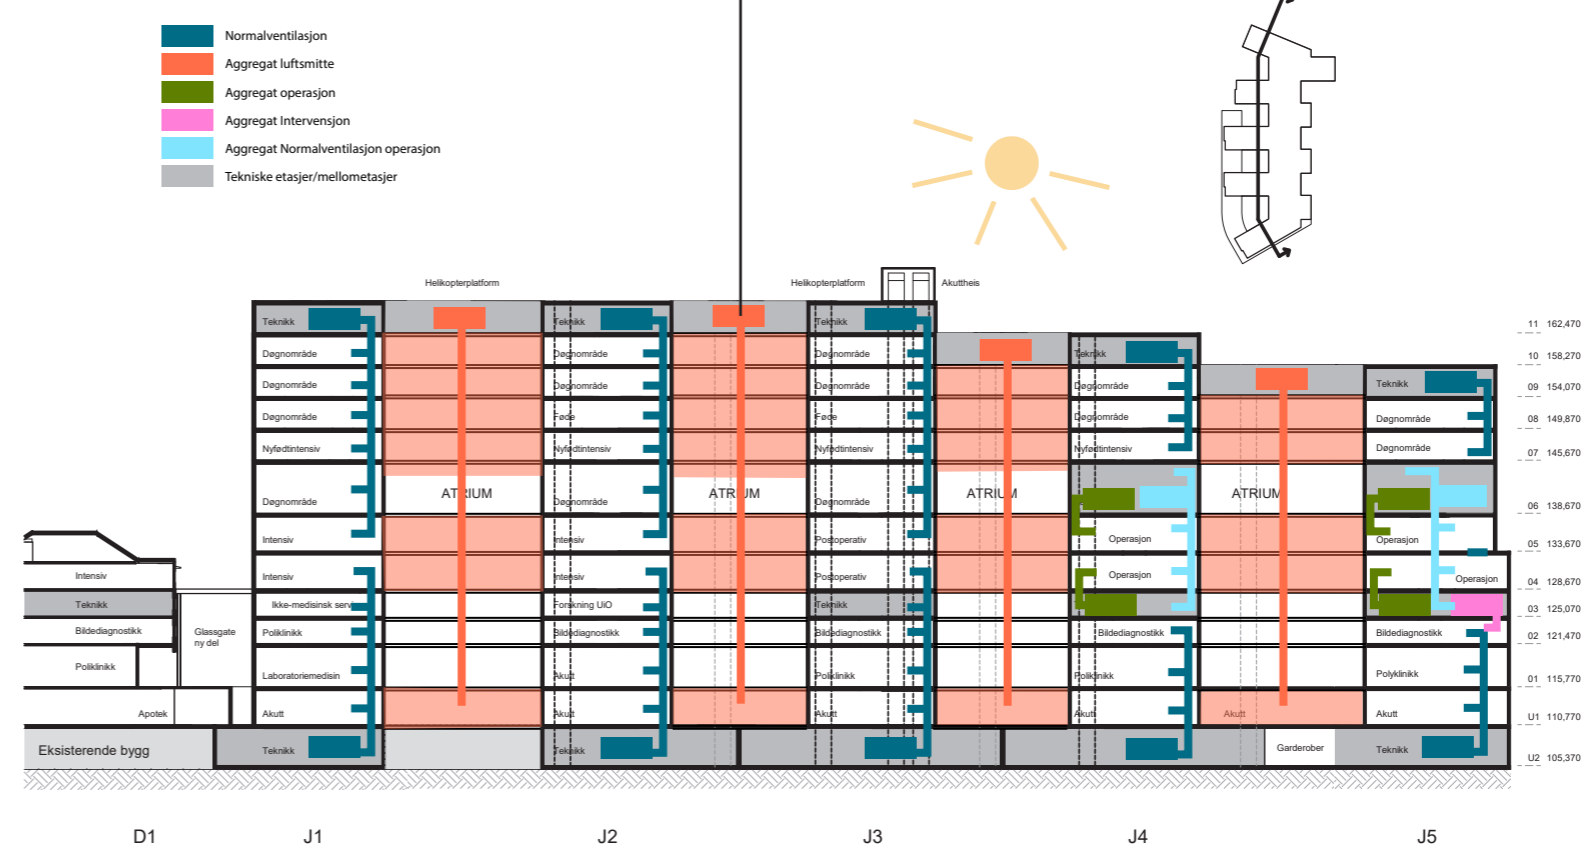 Normalventilasjon
Aggregat luftsmitte
Aggregat operasjon
Aggregat Intervensjon
Aggregat Normalventilasjon operasjon
Tekniske etasjer/mellometasjer
Helikopterplatform
Helikopterplatform
Akuttheis
Teknikk
Teknikk
Teknikk
11 162,470
Døgnområde
Døgnområde
Døgnområde
Teknikk
10 158,270
Døgnområde
Døgnområde
Døgnområde
Døgnområde
Teknikk
09 154,070
Døgnområde
Føde
Føde
Døgnområde
Døgnområde
08 149,870
Nyfødtintensiv
Nyfødtintensiv
Nyfødtintensiv
Nyfødtintensiv
Døgnområde
07 145,670
ATRIUM
ATRIUM
ATRIUM
ATRIUM
Døgnområde
Døgnområde
Døgnområde
06 138,670
Intensiv
Intensiv
Postoperativ
Operasjon
Operasjon
05 133,670
Intensiv
Intensiv
Intensiv
Postoperativ
Operasjon
Operasjon
04 128,670
Teknikk
Ikke-medisinsk serv
Forskning UiO
Teknikk
03 125,070
Bildediagnostikk
Glassgate
ny del
Poliklinikk
Bildediagnostikk
Bildediagnostikk
Bildediagnostikk
Bildediagnostikk
02 121,470
Poliklinikk
Laboratoriemedisin
Akutt
Poliklinikk
Poliklinikk
Polyklinikk
01 115,770
Apotek
Akutt
Akutt
Akutt
Akutt
Akutt
Akutt
U1 110,770
Eksisterende bygg
Teknikk
Teknikk
Garderober
Teknikk
U2 105,370
D1
J1
J2
J3
J4
J5